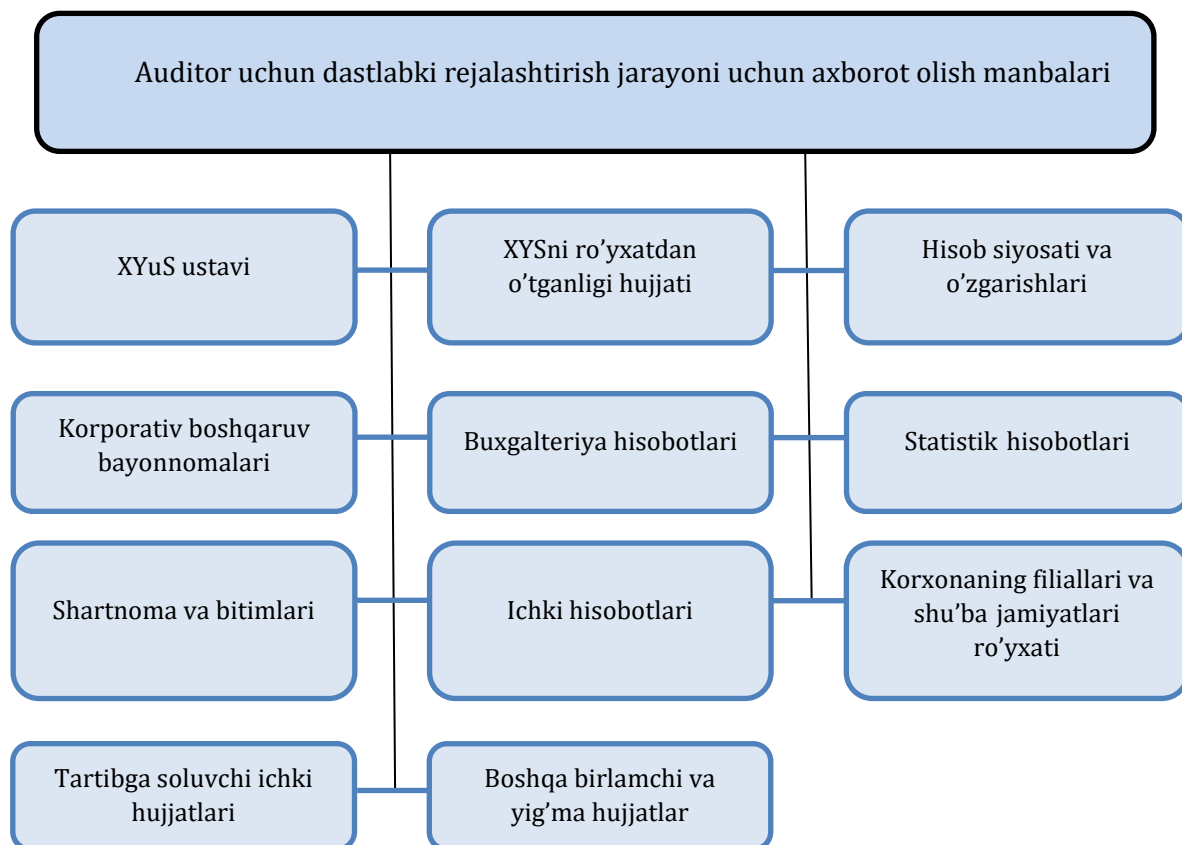 Auditor uchun dastlabki rejalashtirish jarayoni uchun axborot olish manbalari
XYuS ustavi
XYSni ro’yxatdan
o’tganligi hujjati
Hisob siyosati va
o’zgarishlari
Korporativ boshqaruv
bayonnomalari
Buxgalteriya hisobotlari
Statistik hisobotlari
Shartnoma va bitimlari
Ichki hisobotlari
Korxonaning filiallari va
shu’ba jamiyatlari
ro’yxati
Tartibga soluvchi ichki
hujjatlari
Boshqa birlamchi va
yig’ma hujjatlar